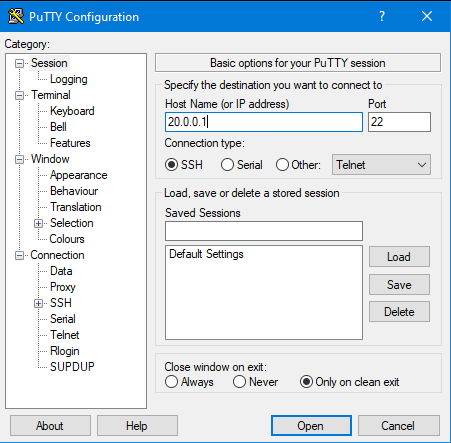 PuTTY Configuration
?
Category:
Session
Logging
Terminal
Keyboard
Bell
Features
Window
Appearance
Behaviour
Translation
Selection
Colours
Connection
Data
Proxy
SSH
Serial
Telnet
Rlogin
SUPDUP
Basic options for your PuTTY session
Specify the destination you want to connect to
Host Name (or IP address) Port
20.0.0.1 22
Connection type:
SSH Serial Other: Telnet
Load, save or delete a stored session
Saved Sessions
Default Settings
Load
Save
Delete
Close window on exit:
Always Never Only on clean exit
About Help Open Cancel